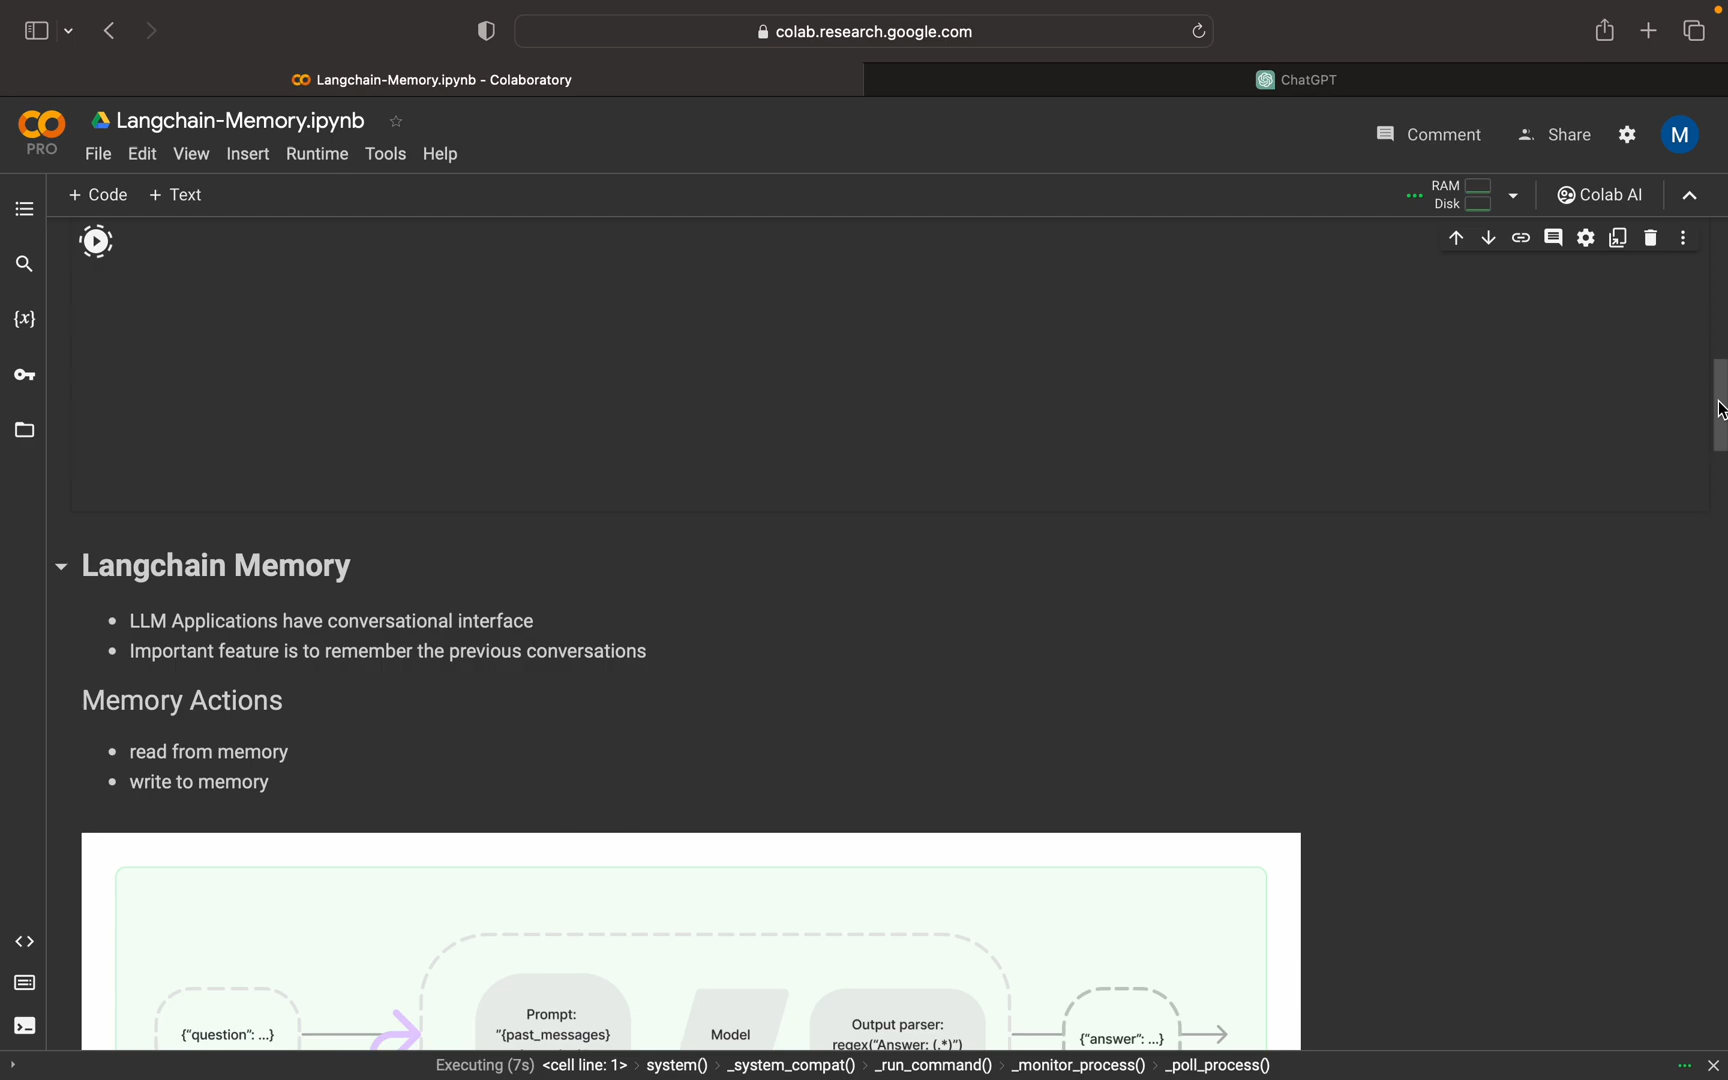 colab.research.google.com
Langchain-Memory.ipynb - Colaboratory
ChatGPT
Langchain-Memory.ipynb
PRO
File Edit View Insert Runtime Tools Help
Comment
Share
M
+ Code + Text
RAM
Disk
Colab AI
{x}
Langchain Memory
• LLM Applications have conversational interface
• Important feature is to remember the previous conversations
Memory Actions
• read from memory
• write to memory
{"question": ...}
Prompt:
"{past_messages}
Model
Output parser:
regex("Answer: (.*)")
{"answer": ...}
Executing (7s) <cell line: 1> > system() > _system_compat() > _run_command() > _monitor_process() > _poll_process()